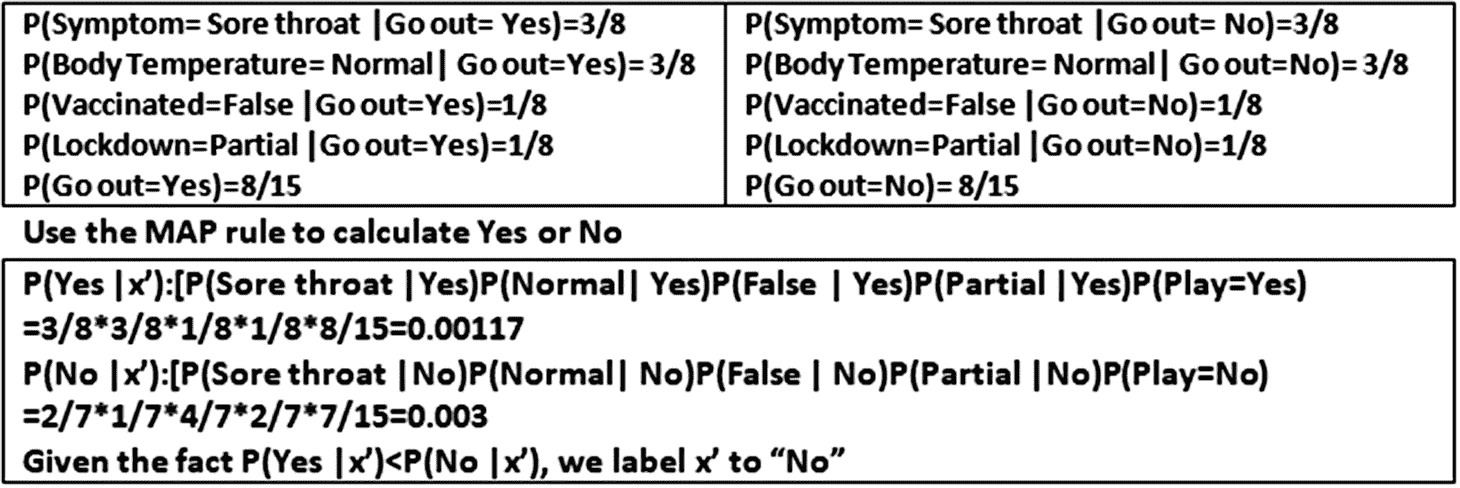 P(Symptom= Sore throat |Go out= Yes)=3/8
P(Body Temperature= Normal| Go out=Yes)= 3/8
P(Vaccinated=False |Go out=Yes)=1/8
P(Lockdown=Partial |Go out=Yes)=1/8
P(Go out=Yes)=8/15
P(Symptom= Sore throat |Go out= No)=3/8
P(Body Temperature= Normal| Go out=No)= 3/8
P(Vaccinated=False |Go out=No)=1/8
P(Lockdown=Partial |Go out=No)=1/8
P(Go out=No)= 8/15
Use the MAP rule to calculate Yes or No
P(Yes |x’):[P(Sore throat |Yes)P(Normal| Yes)P(False | Yes)P(Partial |Yes)P(Play=Yes)
=3/8*3/8*1/8*1/8*8/15=0.00117
P(No |x’):[P(Sore throat |No)P(Normal| No)P(False | No)P(Partial |No)P(Play=No)
=2/7*1/7*4/7*2/7*7/15=0.003
Given the fact P(Yes |x’)<P(No |x’), we label x’ to “No”